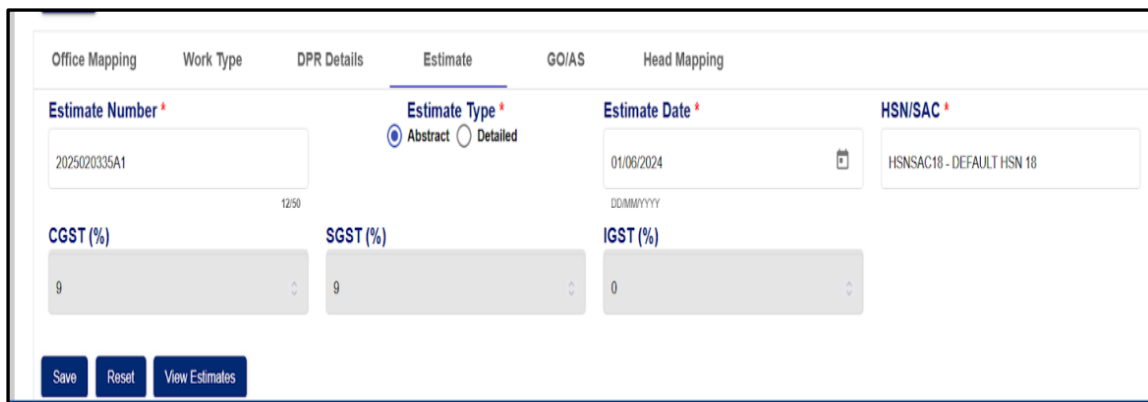 Office Mapping Work Type DPR Details Estimate GO/AS Head Mapping
Estimate Number * Estimate Type * Estimate Date * HSN/SAC *
Abstract Detailed
2025020335A1 01/06/2024 HSNSAC18 - DEFAULT HSN 18
12/50 DD/MM/YYYY
CGST (%) SGST (%) IGST (%)
9 9 0
Save Reset View Estimates